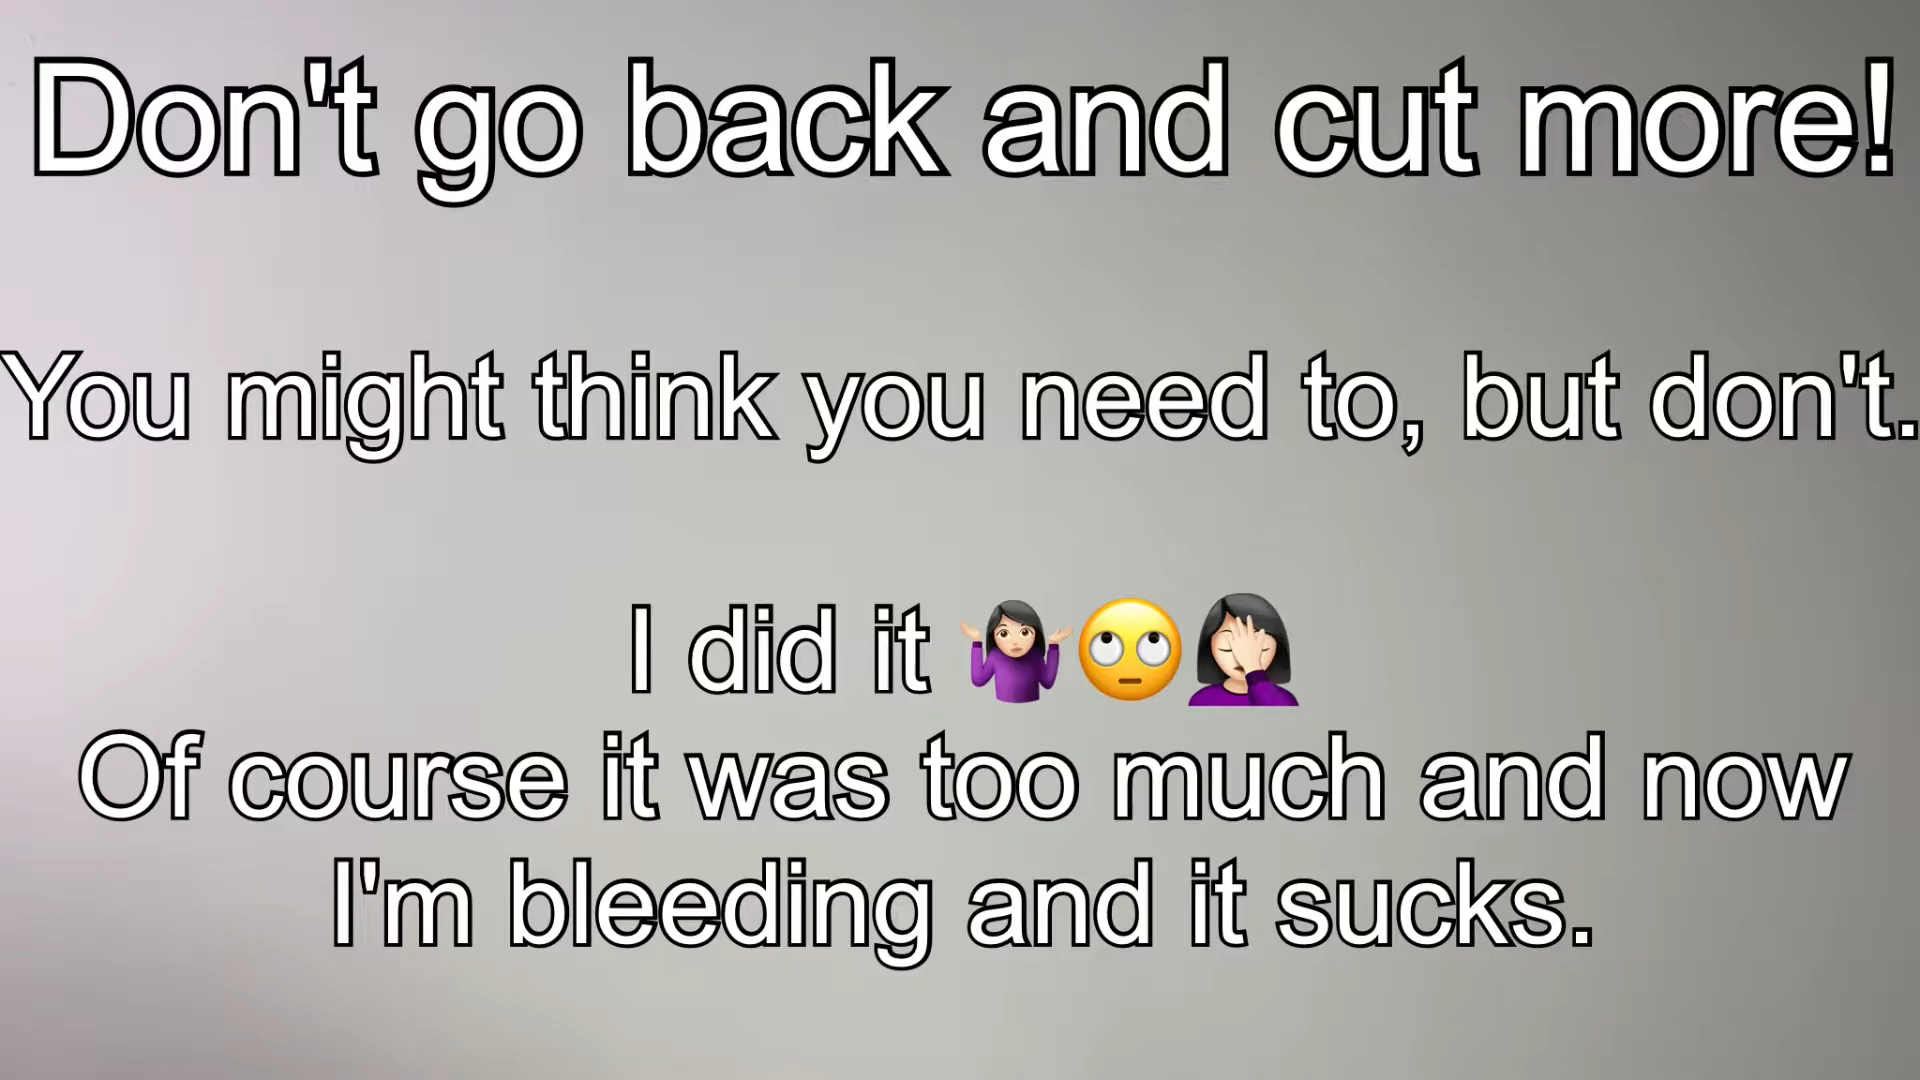 Don't go back and cut more!
You might think you need to, but don't.
I did it 🤷🏻‍♀️🙄🤦🏻‍♀️
Of course it was too much and now
I'm bleeding and it sucks.